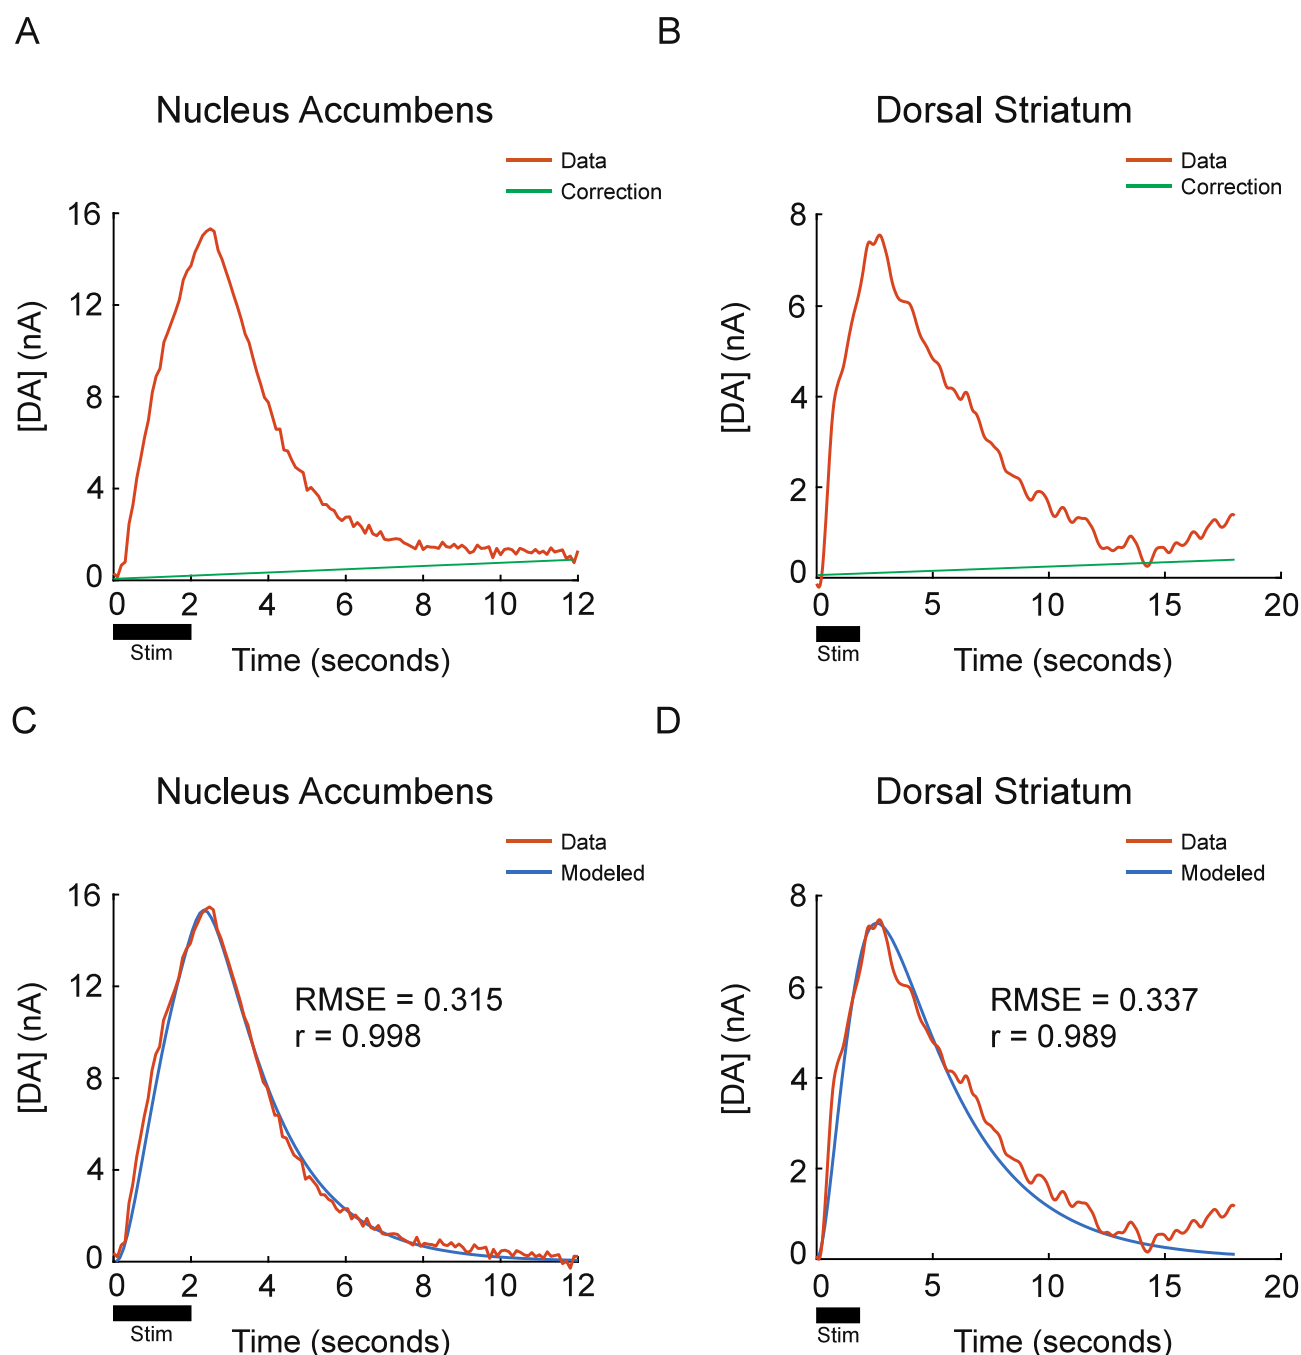 A
Nucleus Accumbens
Data
Correction
16
12
8
4
0
[DA] (nA)
0 2 4 6 8 10 12
Stim
Time (seconds)
B
Dorsal Striatum
Data
Correction
8
6
4
2
0
[DA] (nA)
0 5 10 15 20
Stim
Time (seconds)
C
Nucleus Accumbens
Data
Modeled
16
12
8
4
0
[DA] (nA)
RMSE = 0.315
r = 0.998
0 2 4 6 8 10 12
Stim
Time (seconds)
D
Dorsal Striatum
Data
Modeled
8
6
4
2
0
[DA] (nA)
RMSE = 0.337
r = 0.989
0 5 10 15 20
Stim
Time (seconds)